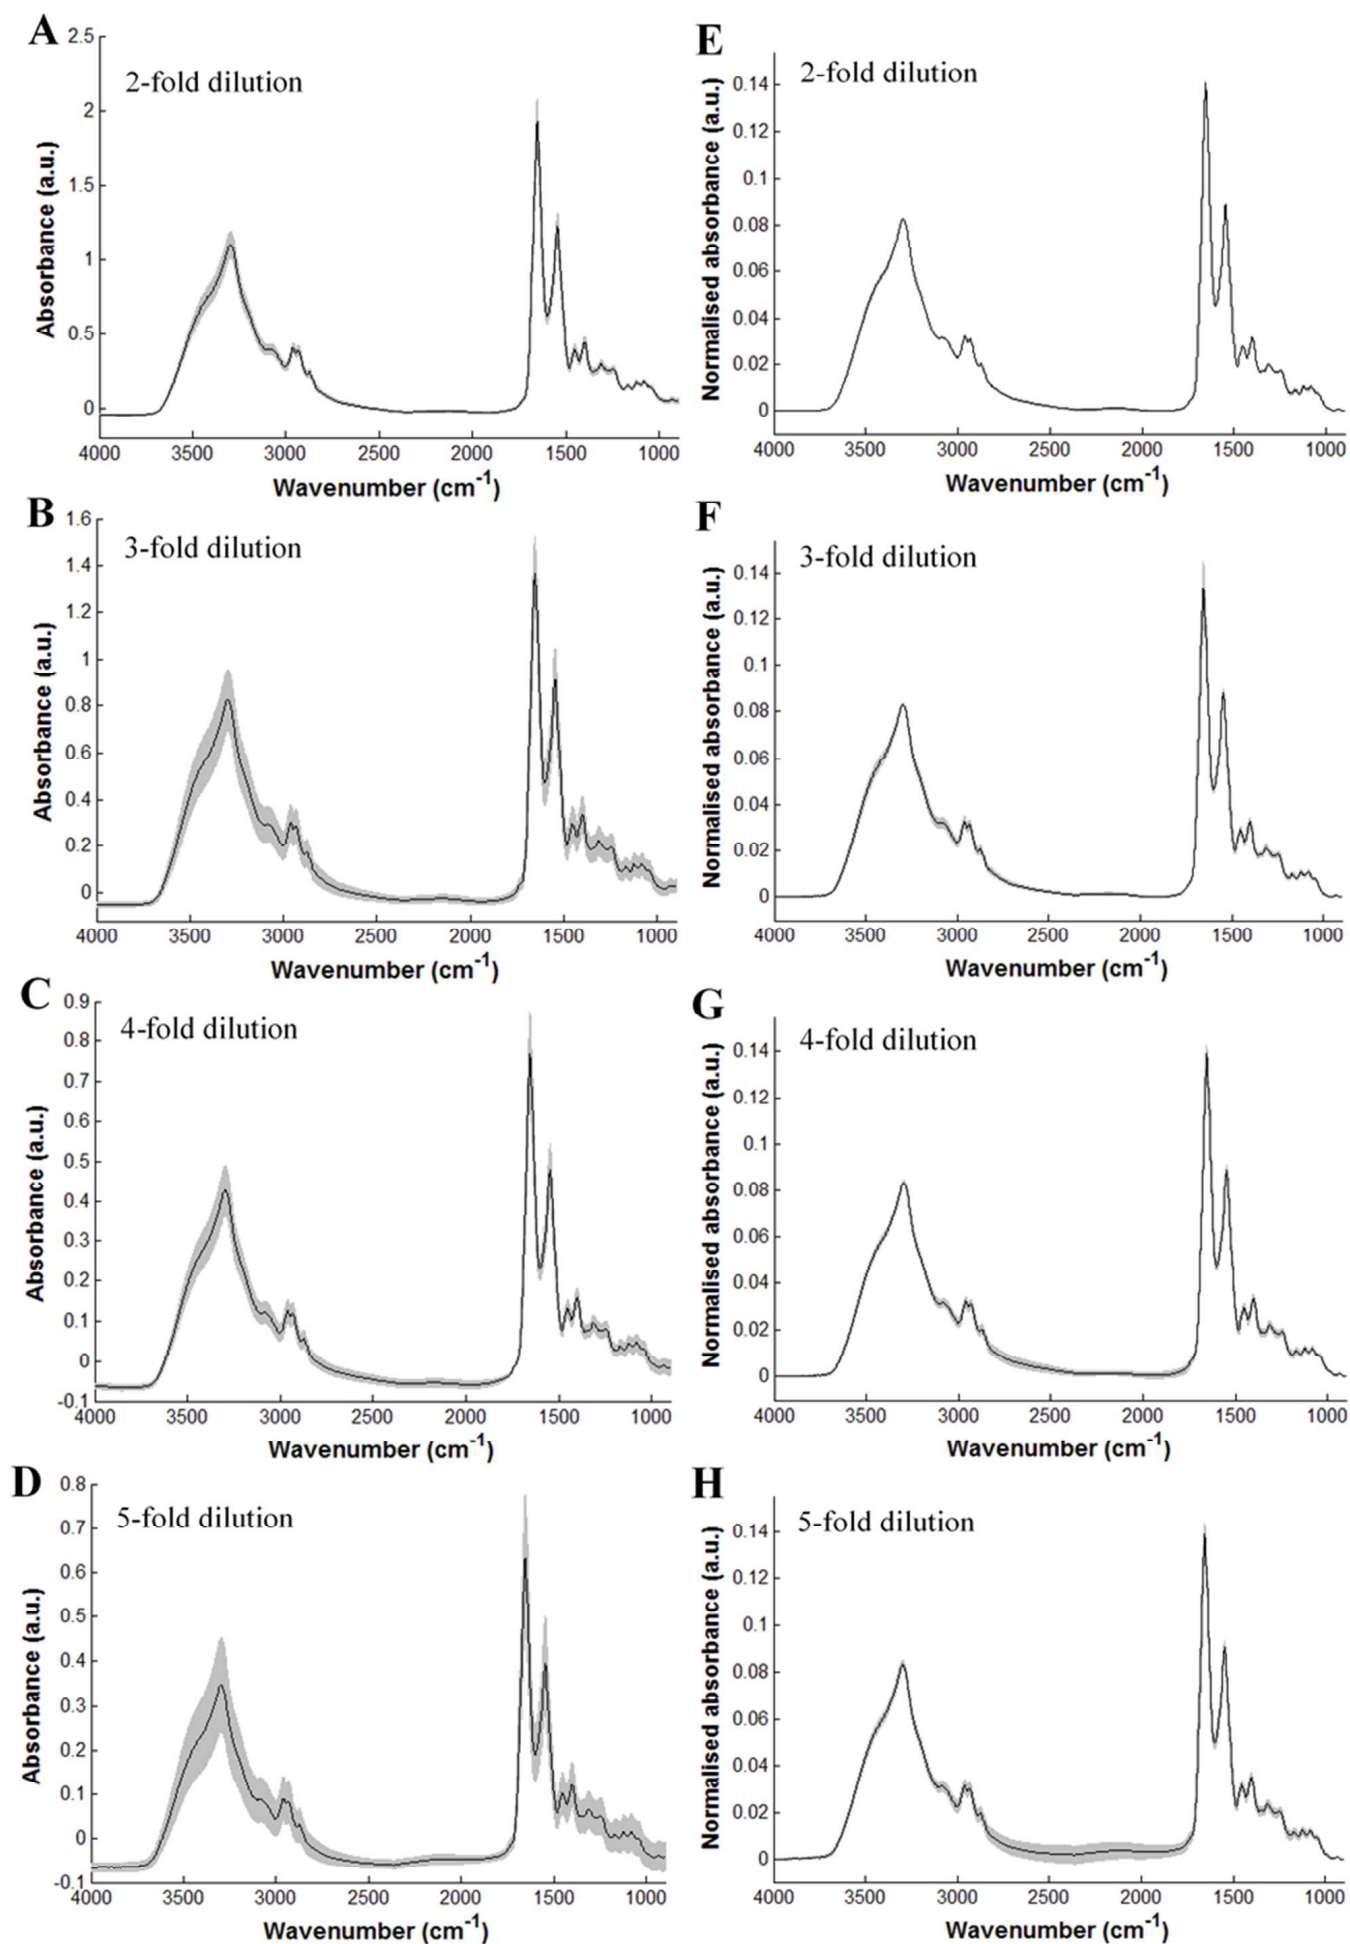 A
2-fold dilution
Absorbance (a.u.)
2.5
2
1.5
1
0.5
0
4000 3500 3000 2500 2000 1500 1000
Wavenumber (cm-1)
E
2-fold dilution
Normalised absorbance (a.u.)
0.14
0.12
0.1
0.08
0.06
0.04
0.02
0
4000 3500 3000 2500 2000 1500 1000
Wavenumber (cm-1)
B
3-fold dilution
Absorbance (a.u.)
1.6
1.4
1.2
1
0.8
0.6
0.4
0.2
0
4000 3500 3000 2500 2000 1500 1000
Wavenumber (cm-1)
F
3-fold dilution
Normalised absorbance (a.u.)
0.14
0.12
0.1
0.08
0.06
0.04
0.02
0
4000 3500 3000 2500 2000 1500 1000
Wavenumber (cm-1)
C
4-fold dilution
Absorbance (a.u.)
0.9
0.8
0.7
0.6
0.5
0.4
0.3
0.2
0.1
0
-0.1
4000 3500 3000 2500 2000 1500 1000
Wavenumber (cm-1)
G
4-fold dilution
Normalised absorbance (a.u.)
0.14
0.12
0.1
0.08
0.06
0.04
0.02
0
4000 3500 3000 2500 2000 1500 1000
Wavenumber (cm-1)
D
5-fold dilution
Absorbance (a.u.)
0.8
0.7
0.6
0.5
0.4
0.3
0.2
0.1
0
-0.1
4000 3500 3000 2500 2000 1500 1000
Wavenumber (cm-1)
H
5-fold dilution
Normalised absorbance (a.u.)
0.14
0.12
0.1
0.08
0.06
0.04
0.02
0
4000 3500 3000 2500 2000 1500 1000
Wavenumber (cm-1)